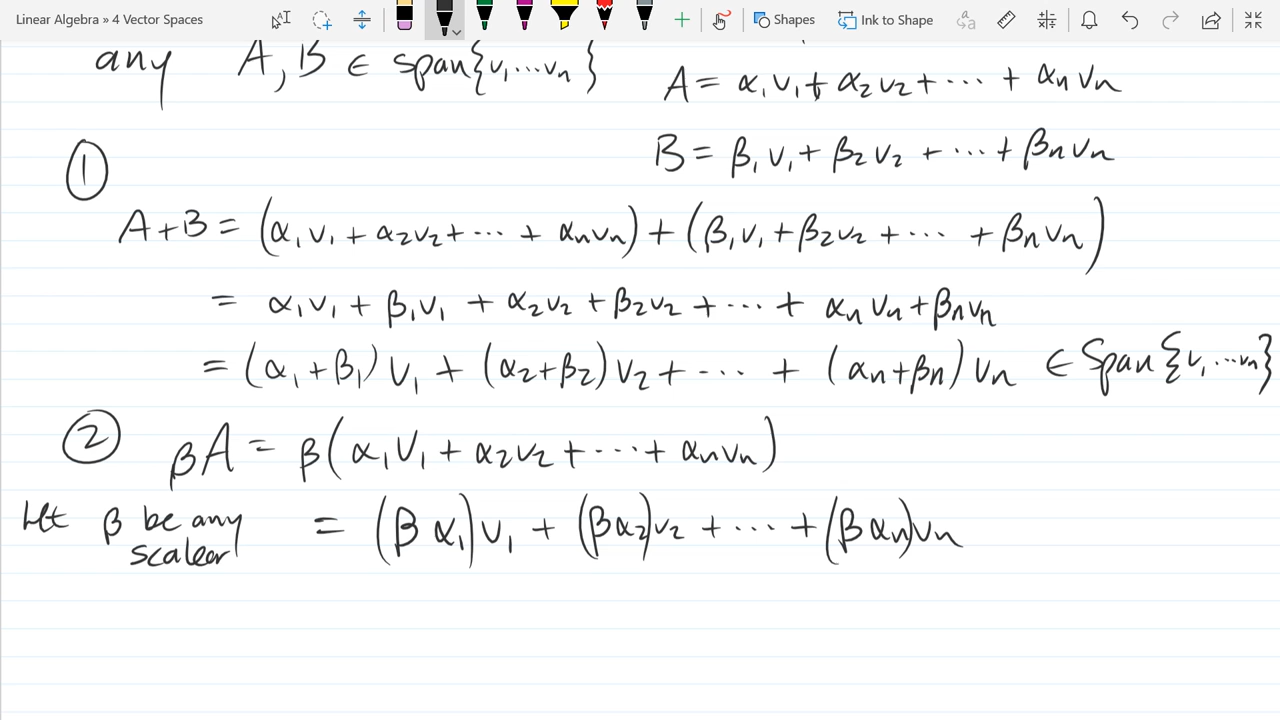 Linear Algebra » 4 Vector Spaces
Shapes
Ink to Shape
any A, B ∈ Span{v₁ ... vₙ}
A = α₁v₁ + α₂v₂ + ... + αₙvₙ
B = β₁v₁ + β₂v₂ + ... + βₙvₙ
①
A+B = (α₁v₁ + α₂v₂ + ... + αₙvₙ) + (β₁v₁ + β₂v₂ + ... + βₙvₙ)
= α₁v₁ + β₁v₁ + α₂v₂ + β₂v₂ + ... + αₙvₙ + βₙvₙ
= (α₁+β₁)v₁ + (α₂+β₂)v₂ + ... + (αₙ+βₙ)vₙ ∈ Span{v₁ ... vₙ}
② βA = β(α₁v₁ + α₂v₂ + ... + αₙvₙ)
Let β be any
scalar
= (βα₁)v₁ + (βα₂)v₂ + ... + (βαₙ)vₙ